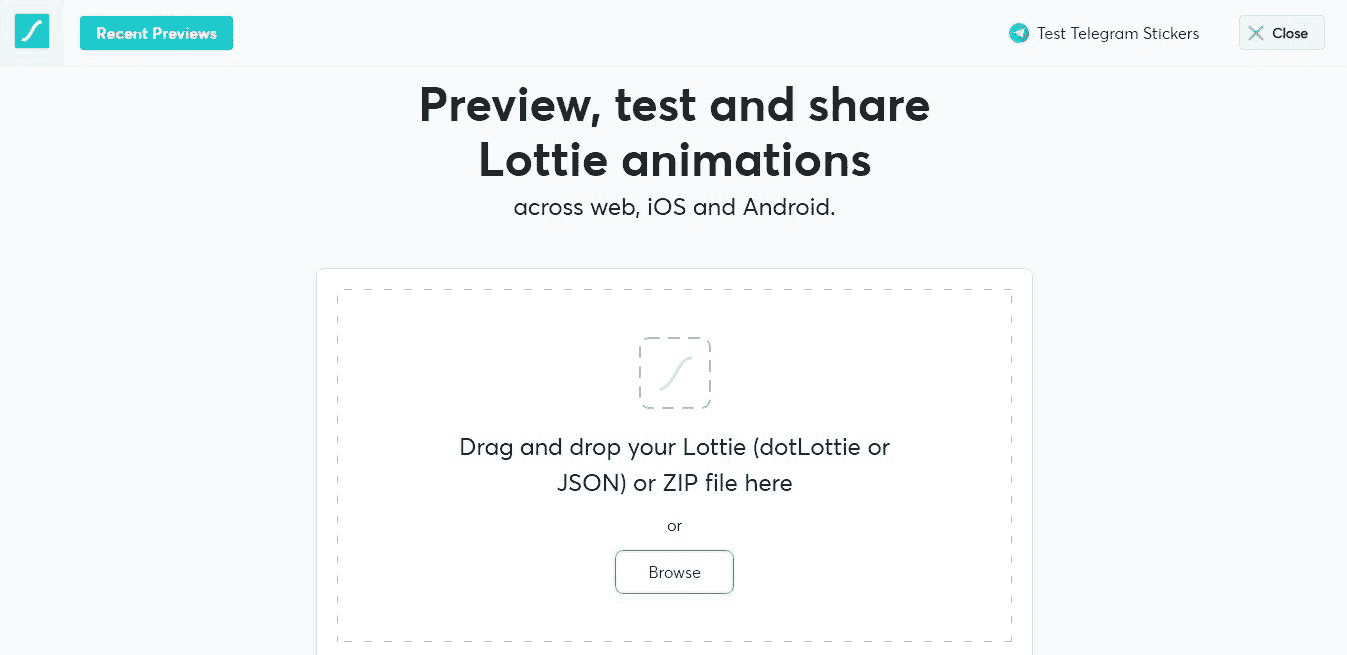 Recent Previews
Test Telegram Stickers
Close
Preview, test and share
Lottie animations
across web, iOS and Android.
Drag and drop your Lottie (dotLottie or
JSON) or ZIP file here
or
Browse